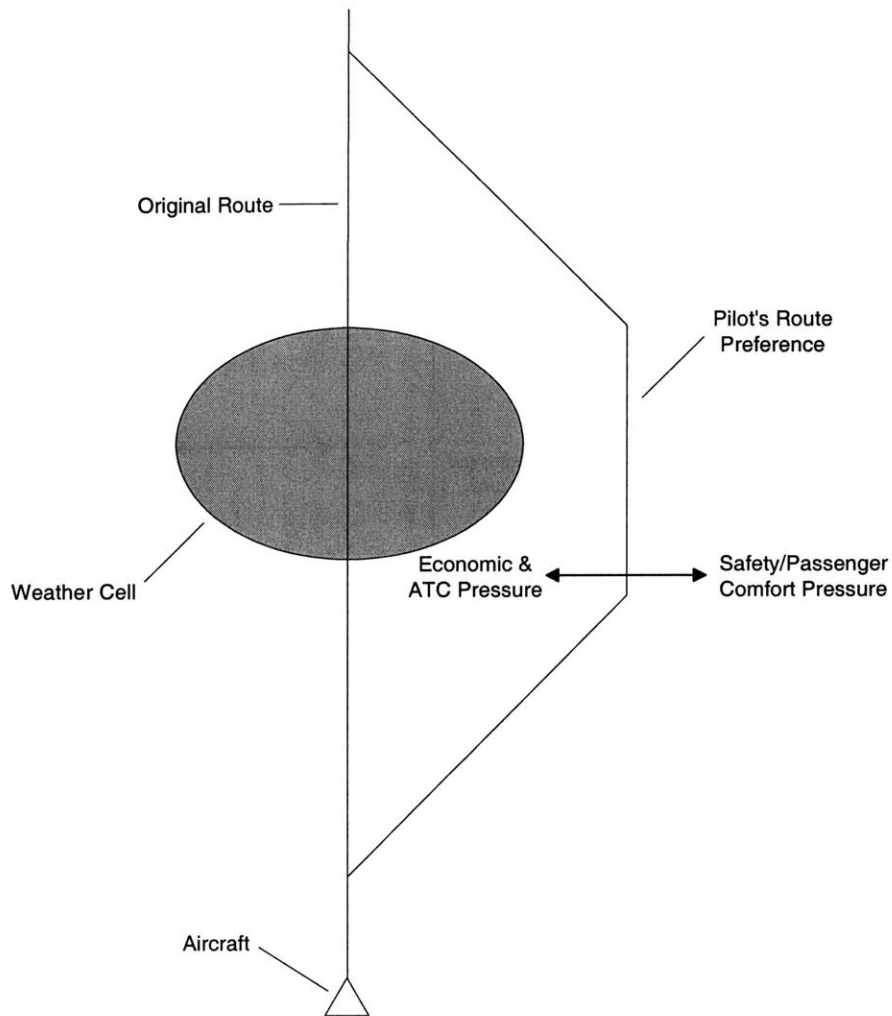 Original Route
Pilot's Route
Preference
Weather Cell
Economic &
ATC Pressure
Safety/Passenger
Comfort Pressure
Aircraft